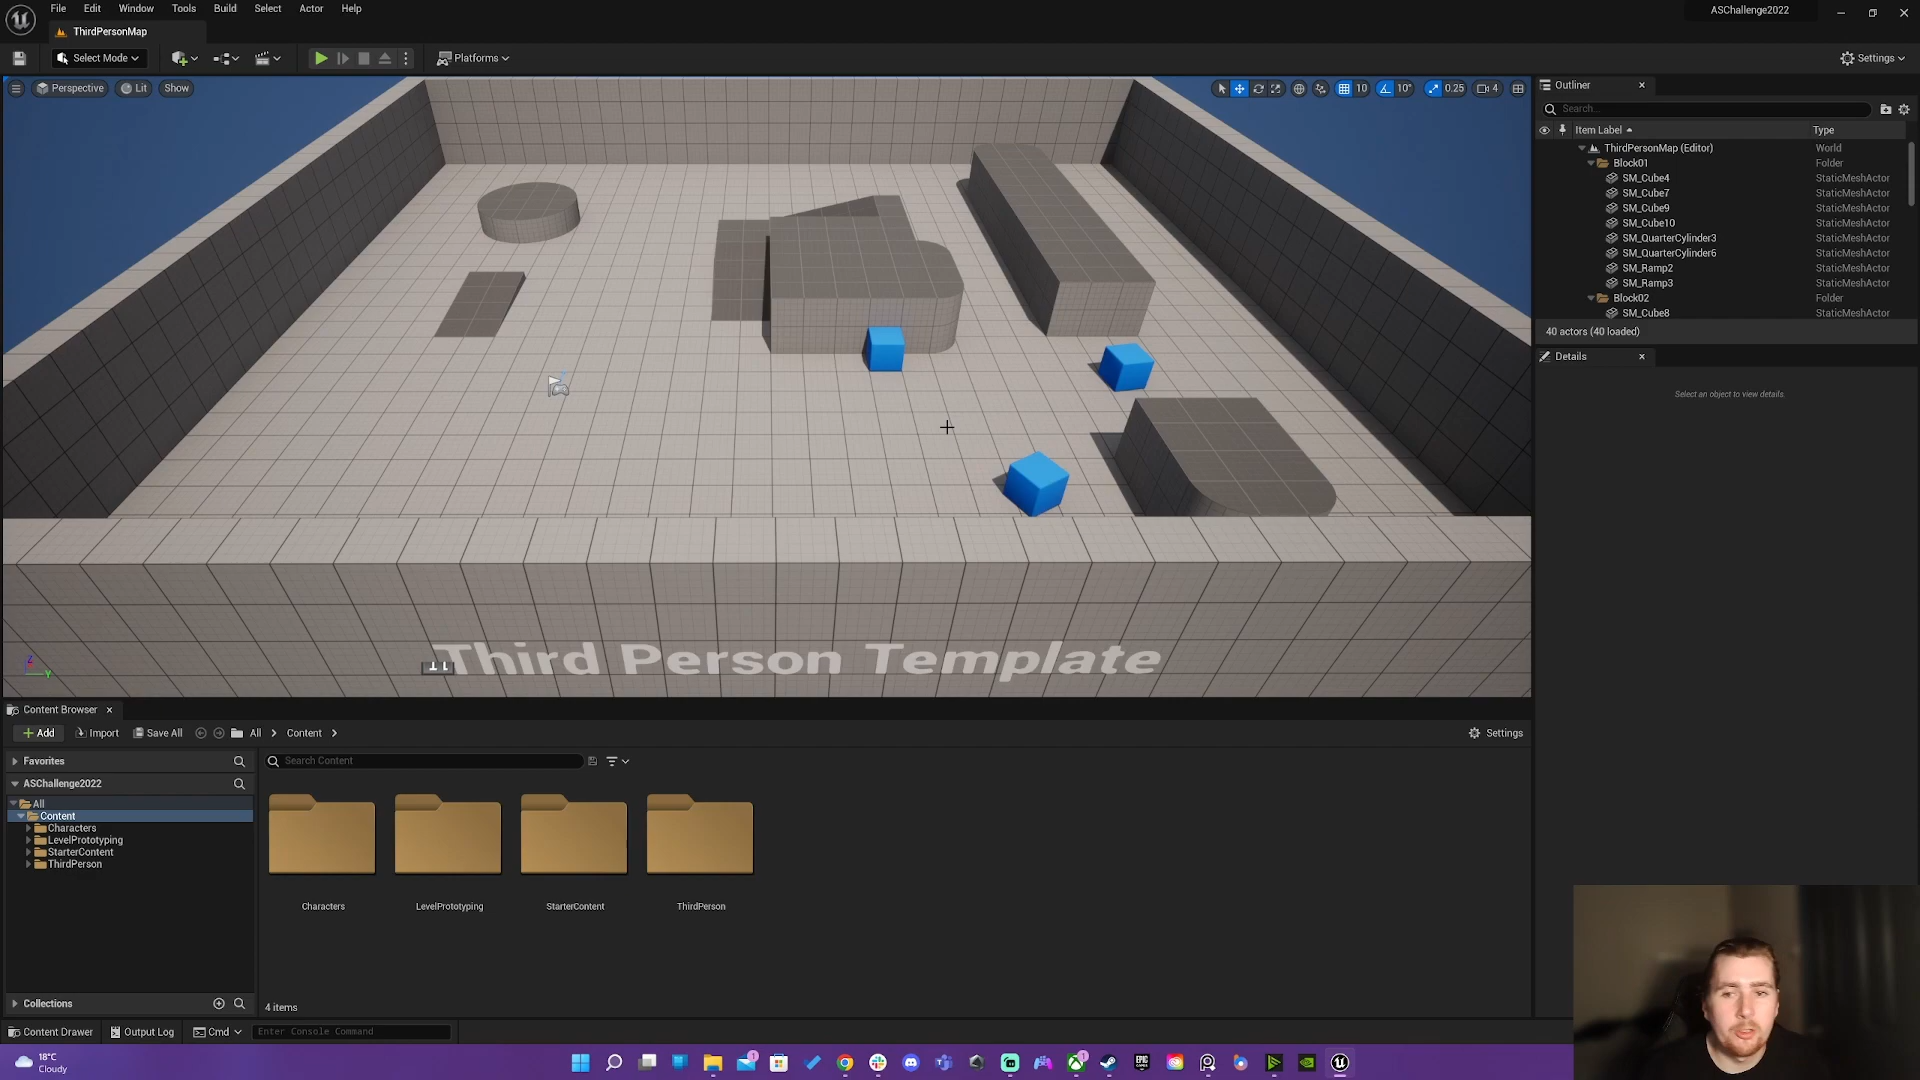 File Edit Window Tools Build Select Actor Help
ASChallenge2022
ThirdPersonMap
Select Mode
Platforms
Settings
Perspective Lit Show
10 10° 0.25 4
Outliner
Search...
Item Label Type
ThirdPersonMap (Editor) World
Block01 Folder
SM_Cube4 StaticMeshActor
SM_Cube7 StaticMeshActor
SM_Cube9 StaticMeshActor
SM_Cube10 StaticMeshActor
SM_QuarterCylinder3 StaticMeshActor
SM_QuarterCylinder6 StaticMeshActor
SM_Ramp2 StaticMeshActor
SM_Ramp3 StaticMeshActor
Block02 Folder
SM_Cube8 StaticMeshActor
40 actors (40 loaded)
Details
Select an object to view details.
Third Person Template
Z
Y
Content Browser
Add Import Save All All Content Settings
Favorites
Search Content
ASChallenge2022
All
Content
Characters
LevelPrototyping
StarterContent
ThirdPerson
Characters LevelPrototyping StarterContent ThirdPerson
Collections
4 items
Content Drawer Output Log Cmd Enter Console Command
18°C
Cloudy